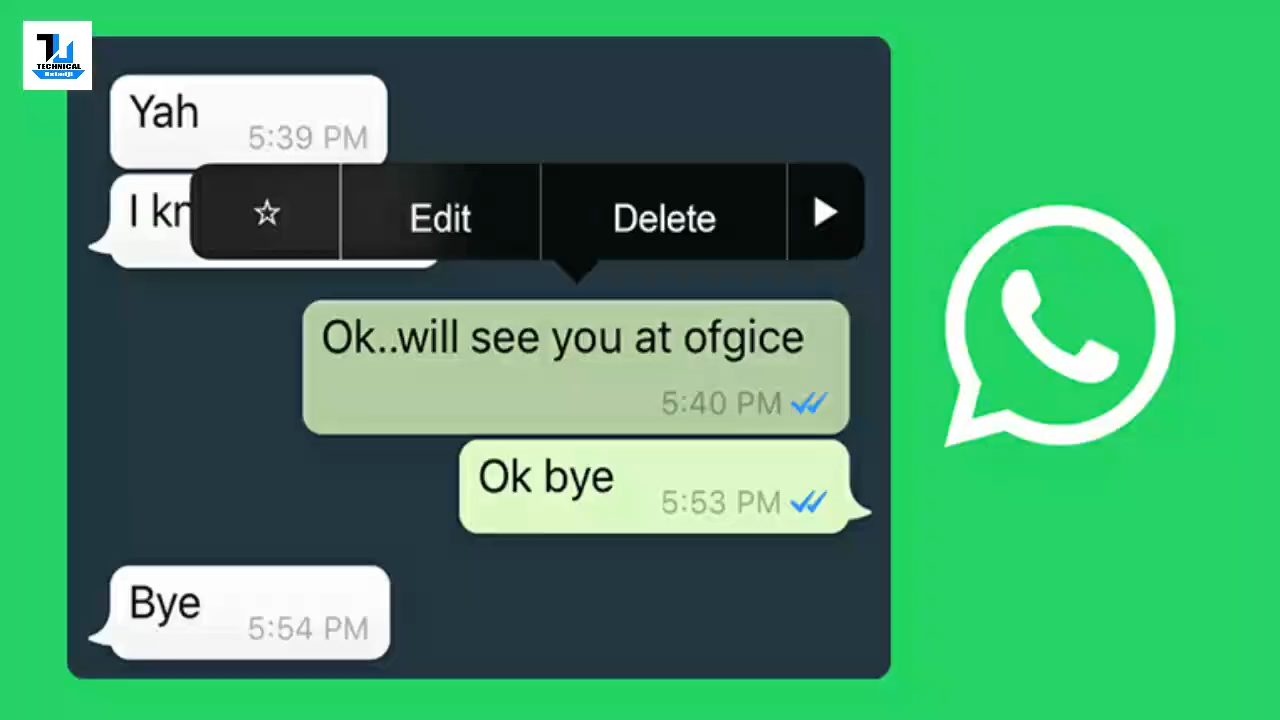 TECHNICAL
Yah
5:39 PM
I kn
☆ Edit Delete ▶
Ok..will see you at ofgice
5:40 PM
Ok bye
5:53 PM
Bye
5:54 PM